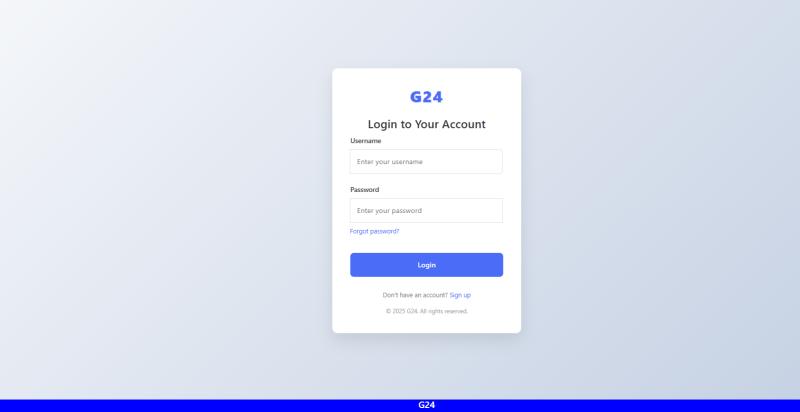 G24
Login to Your Account
Username
Enter your username
Password
Enter your password
Forgot password?
Login
Don't have an account? Sign up
© 2025 G24. All rights reserved.
G24